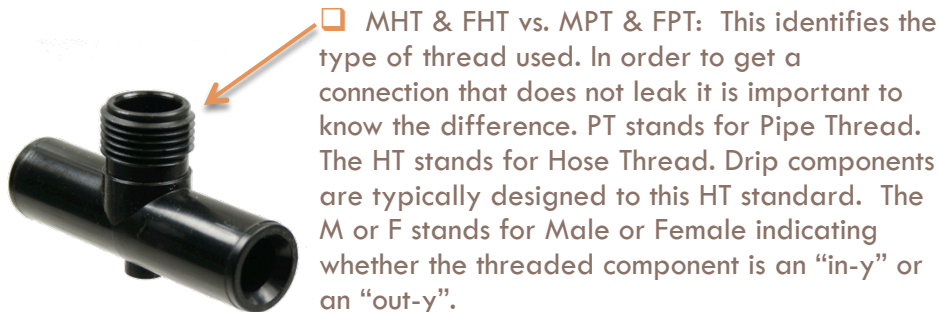 ❑ MHT & FHT vs. MPT & FPT: This identifies the
type of thread used. In order to get a
connection that does not leak it is important to
know the difference. PT stands for Pipe Thread.
The HT stands for Hose Thread. Drip components
are typically designed to this HT standard. The
M or F stands for Male or Female indicating
whether the threaded component is an “in-y” or
an “out-y”.